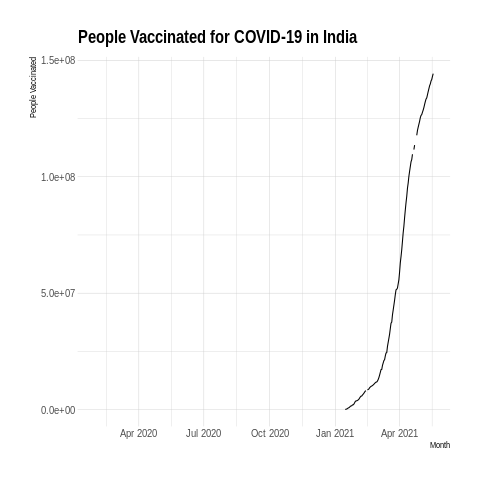 People Vaccinated for COVID-19 in India
People Vaccinated
1.5e+08
1.0e+08
5.0e+07
0.0e+00
Apr 2020 Jul 2020 Oct 2020 Jan 2021 Apr 2021
Month